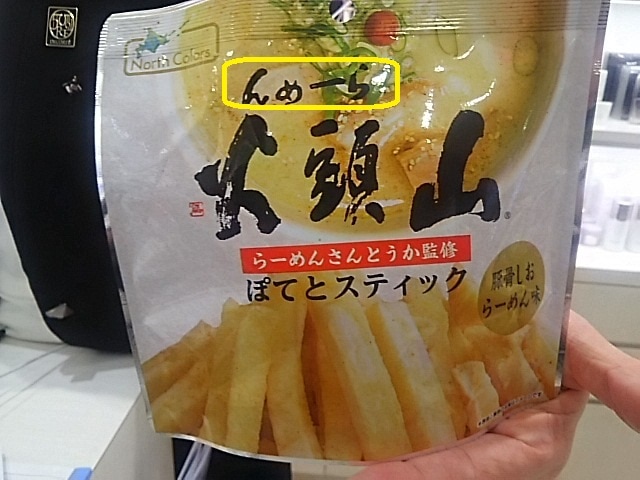 North Colors
らーめん
山頭火
らーめんさんとうか監修
ぽてとスティック
豚骨しお
らーめん味